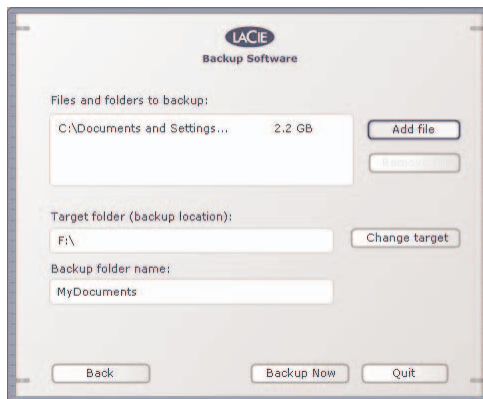 LACIE
Backup Software
Files and folders to backup:
C:\Documents and Settings... 2.2 GB
Add file
Remove
Target folder (backup location):
F:\
Change target
Backup folder name:
MyDocuments
Back
Backup Now
Quit